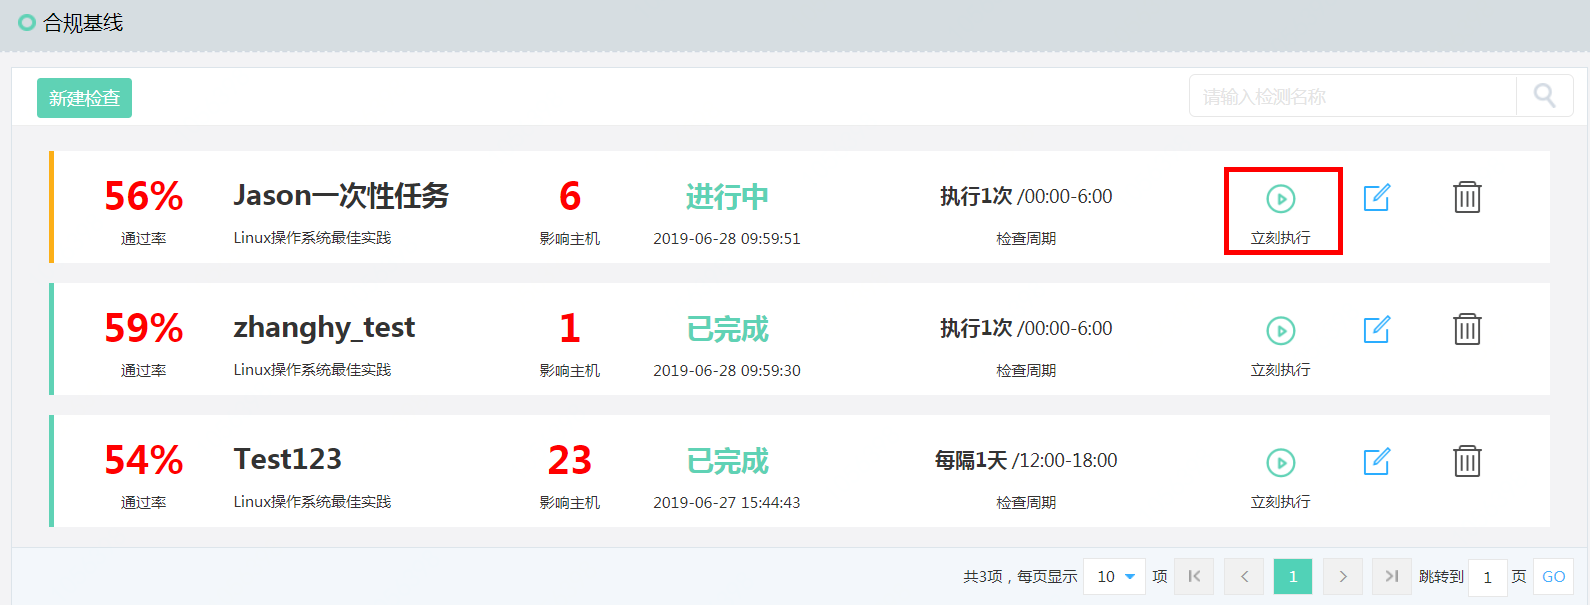 合规基线
新建检查
请输入检测名称
56%
通过率
Jason一次性任务
Linux操作系统最佳实践
6
影响主机
进行中
2019-06-28 09:59:51
执行1次 /00:00-6:00
检查周期
立刻执行
59%
通过率
zhanghy_test
Linux操作系统最佳实践
1
影响主机
已完成
2019-06-28 09:59:30
执行1次 /00:00-6:00
检查周期
立刻执行
54%
通过率
Test123
Linux操作系统最佳实践
23
影响主机
已完成
2019-06-27 15:44:43
每隔1天 /12:00-18:00
检查周期
立刻执行
共3项，每页显示 10 项 1 跳转到 1 页 GO